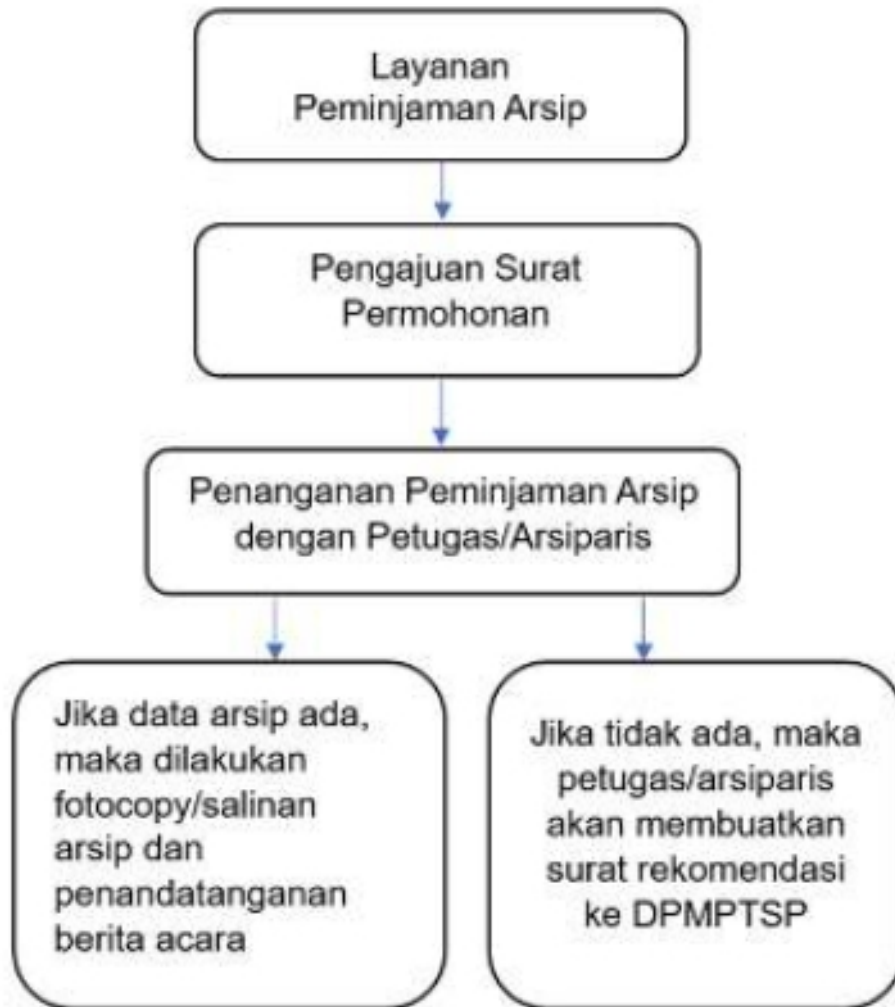 Layanan
Peminjaman Arsip
Pengajuan Surat
Permohonan
Penanganan Peminjaman Arsip
dengan Petugas/Arsiparis
Jika data arsip ada,
maka dilakukan
fotocopy/salinan
arsip dan
penandatanganan
berita acara
Jika tidak ada, maka
petugas/arsiparis
akan membuatkan
surat rekomendasi
ke DPMPTSP